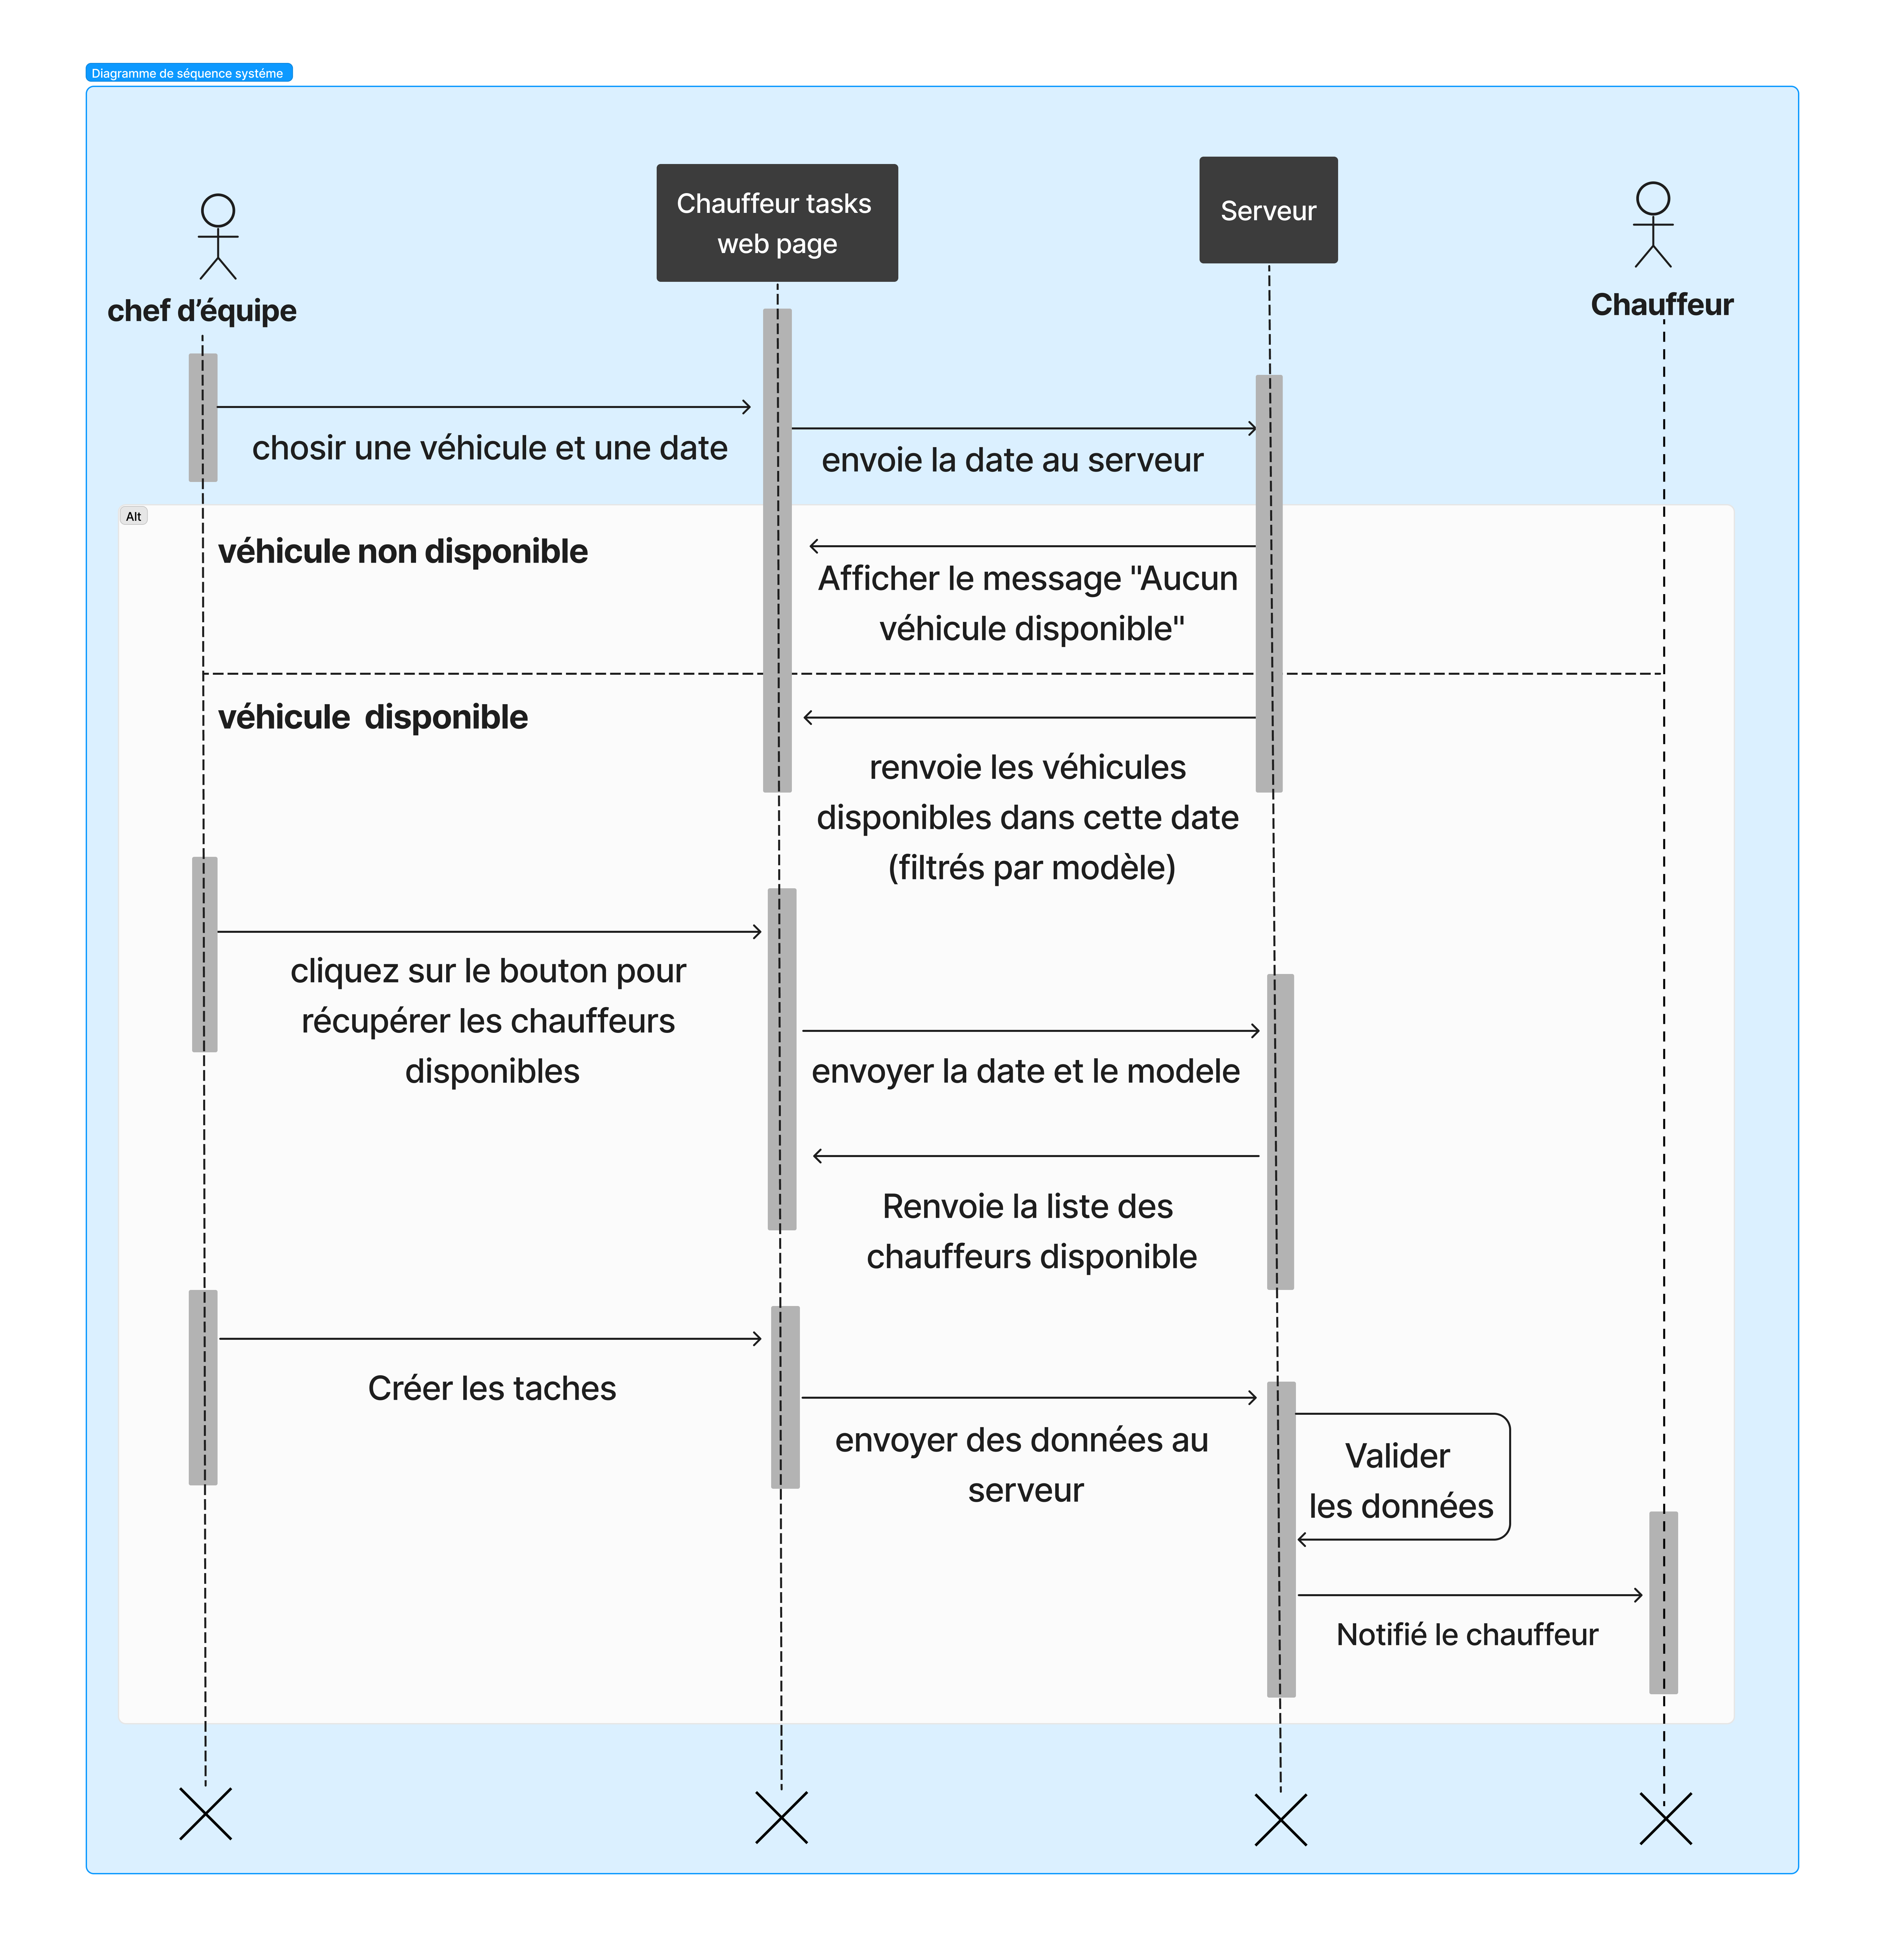 Diagramme de séquence systéme
Chauffeur tasks
web page
Serveur
chef d’équipe
Chauffeur
chosir une véhicule et une date
envoie la date au serveur
Alt
véhicule non disponible
Afficher le message "Aucun
véhicule disponible"
véhicule disponible
renvoie les véhicules
disponibles dans cette date
(filtrés par modèle)
cliquez sur le bouton pour
récupérer les chauffeurs
disponibles
envoyer la date et le modele
Renvoie la liste des
chauffeurs disponible
Créer les taches
envoyer des données au
serveur
Valider
les données
Notifié le chauffeur